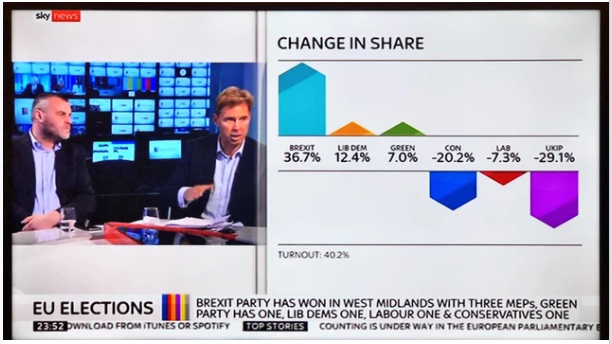 sky news
CHANGE IN SHARE
BREXIT LIB DEM GREEN CON LAB UKIP
36.7% 12.4% 7.0% -20.2% -7.3% -29.1%
TURNOUT: 40.2%
EU ELECTIONS
BREXIT PARTY HAS WON IN WEST MIDLANDS WITH THREE MEPs, GREEN
PARTY HAS ONE, LIB DEMS ONE, LABOUR ONE & CONSERVATIVES ONE
23:52 DOWNLOAD FROM iTUNES OR SPOTIFY TOP STORIES COUNTING IS UNDER WAY IN THE EUROPEAN PARLIAMENTARY